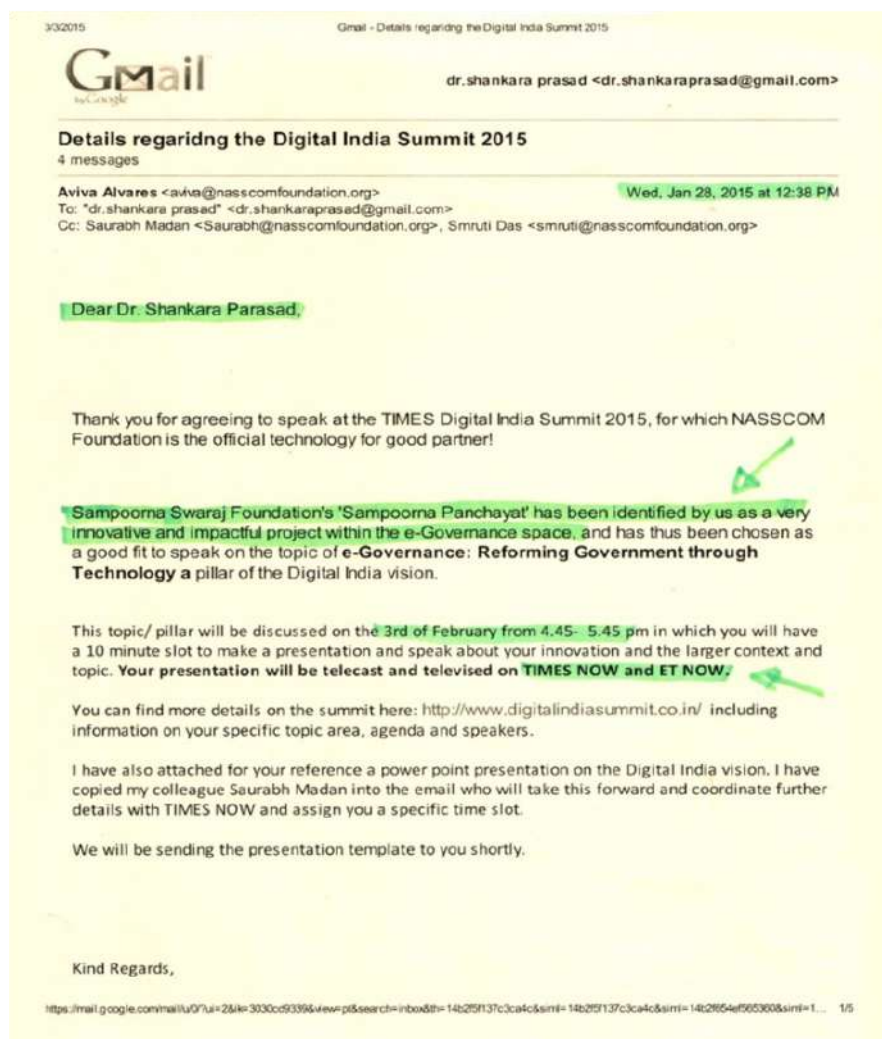 3/3/2015
Gmail - Details regaridng the Digital India Summit 2015
Gmail
by Google
dr.shankara prasad <dr.shankaraprasad@gmail.com>
Details regaridng the Digital India Summit 2015
4 messages
Aviva Alvares <aviva@nasscomfoundation.org>
Wed, Jan 28, 2015 at 12:38 PM
To: "dr.shankara prasad" <dr.shankaraprasad@gmail.com>
Cc: Saurabh Madan <Saurabh@nasscomfoundation.org>, Smruti Das <smruti@nasscomfoundation.org>
Dear Dr. Shankara Parasad,
Thank you for agreeing to speak at the TIMES Digital India Summit 2015, for which NASSCOM
Foundation is the official technology for good partner!
Sampoorna Swaraj Foundation's 'Sampoorna Panchayat' has been identified by us as a very
innovative and impactful project within the e-Governance space, and has thus been chosen as
a good fit to speak on the topic of e-Governance: Reforming Government through
Technology a pillar of the Digital India vision.
This topic/ pillar will be discussed on the 3rd of February from 4.45- 5.45 pm in which you will have
a 10 minute slot to make a presentation and speak about your innovation and the larger context and
topic. Your presentation will be telecast and televised on TIMES NOW and ET NOW.
You can find more details on the summit here: http://www.digitalindiasummit.co.in/ including
information on your specific topic area, agenda and speakers.
I have also attached for your reference a power point presentation on the Digital India vision. I have
copied my colleague Saurabh Madan into the email who will take this forward and coordinate further
details with TIMES NOW and assign you a specific time slot.
We will be sending the presentation template to you shortly.
Kind Regards,
1/5